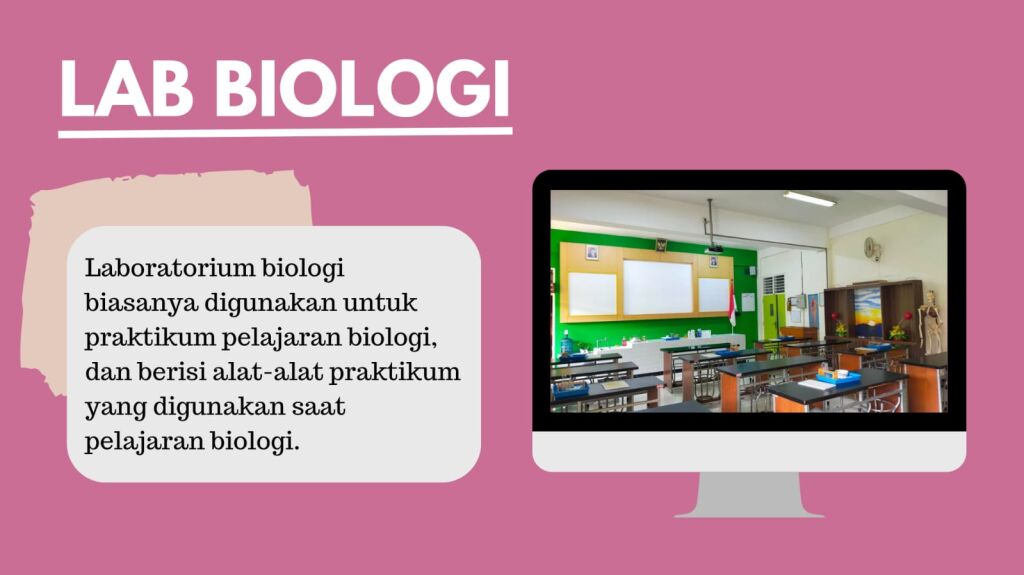 LAB BIOLOGI
Laboratorium biologi
biasanya digunakan untuk
praktikum pelajaran biologi,
dan berisi alat-alat praktikum
yang digunakan saat
pelajaran biologi.